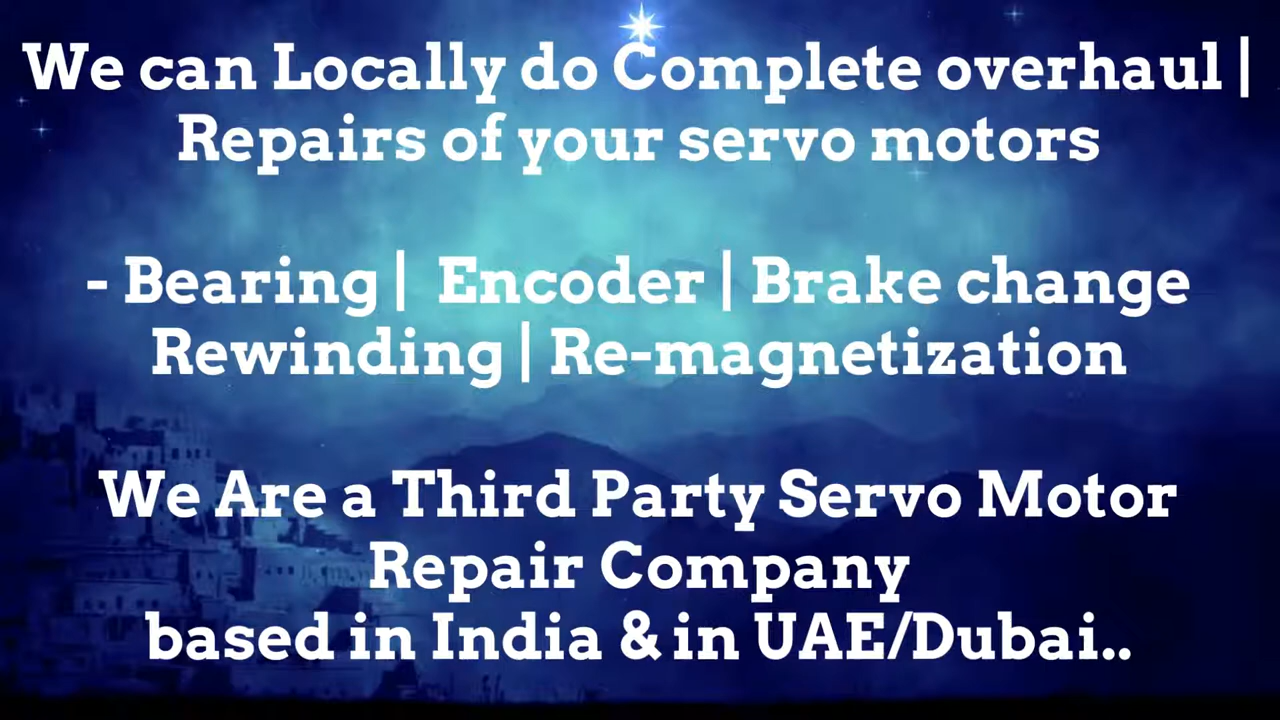 We can Locally do Complete overhaul |
Repairs of your servo motors
- Bearing | Encoder | Brake change
Rewinding | Re-magnetization
We Are a Third Party Servo Motor
Repair Company
based in India & in UAE/Dubai..